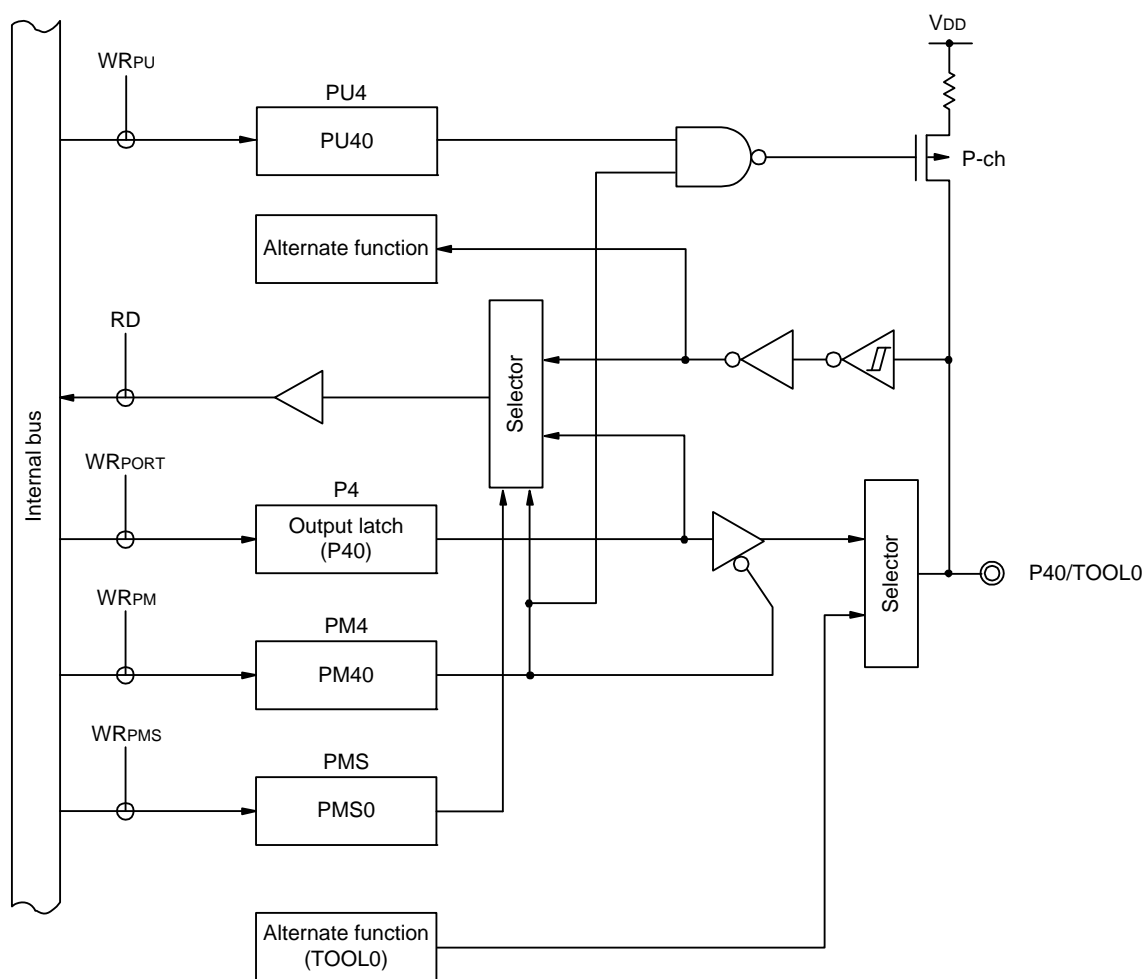 VDD
WRPU
PU4
PU40
P-ch
Alternate function
RD
Selector
Internal bus
WRPORT
P4
Output latch
(P40)
Selector
P40/TOOL0
WRPM
PM4
PM40
WRPMS
PMS
PMS0
Alternate function
(TOOL0)